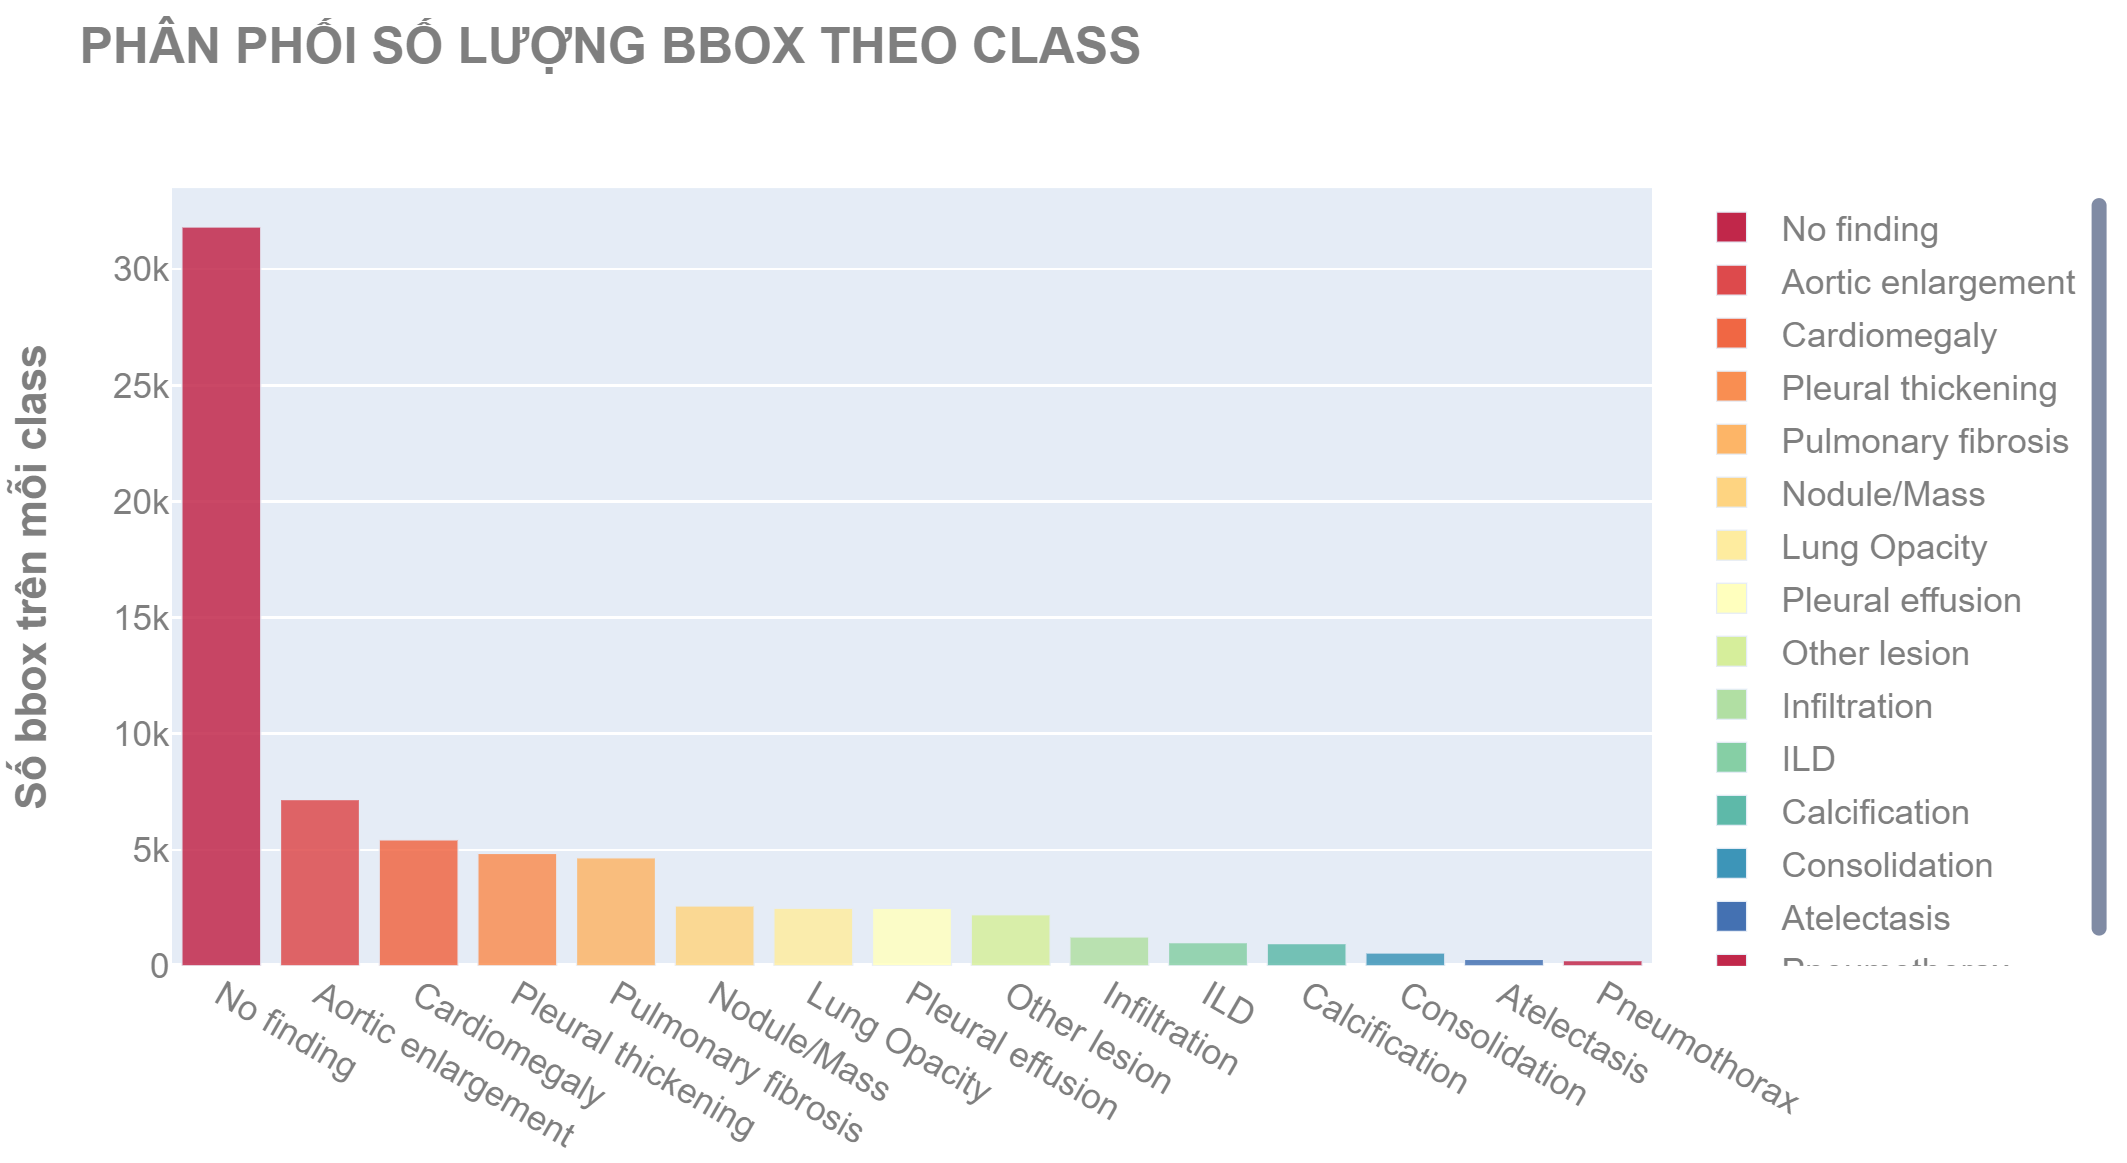 PHÂN PHỐI SỐ LƯỢNG BBOX THEO CLASS
Số bbox trên mỗi class
30k
25k
20k
15k
10k
5k
0
No finding
Aortic enlargement
Cardiomegaly
Pleural thickening
Pulmonary fibrosis
Nodule/Mass
Lung Opacity
Pleural effusion
Other lesion
Infiltration
ILD
Calcification
Consolidation
Atelectasis
Pneumothorax
No finding
Aortic enlargement
Cardiomegaly
Pleural thickening
Pulmonary fibrosis
Nodule/Mass
Lung Opacity
Pleural effusion
Other lesion
Infiltration
ILD
Calcification
Consolidation
Atelectasis
Pneumothorax